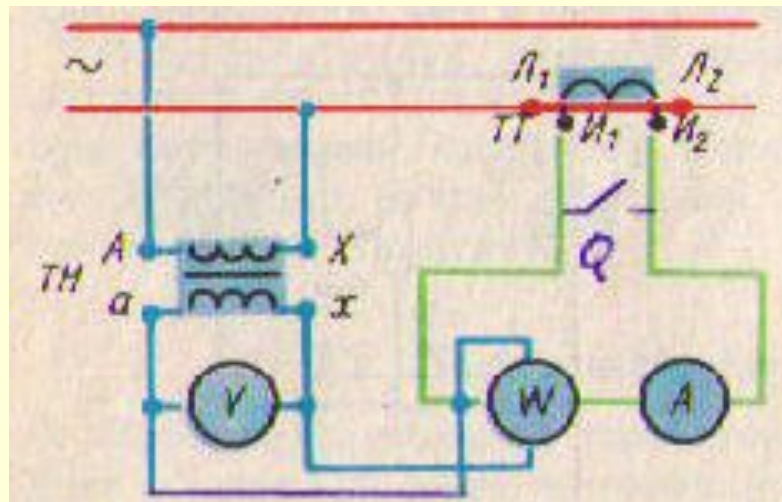 ~
Л₁ Л₂
ТТ И₁ И₂
A X
Q
ТН
a x
V W A